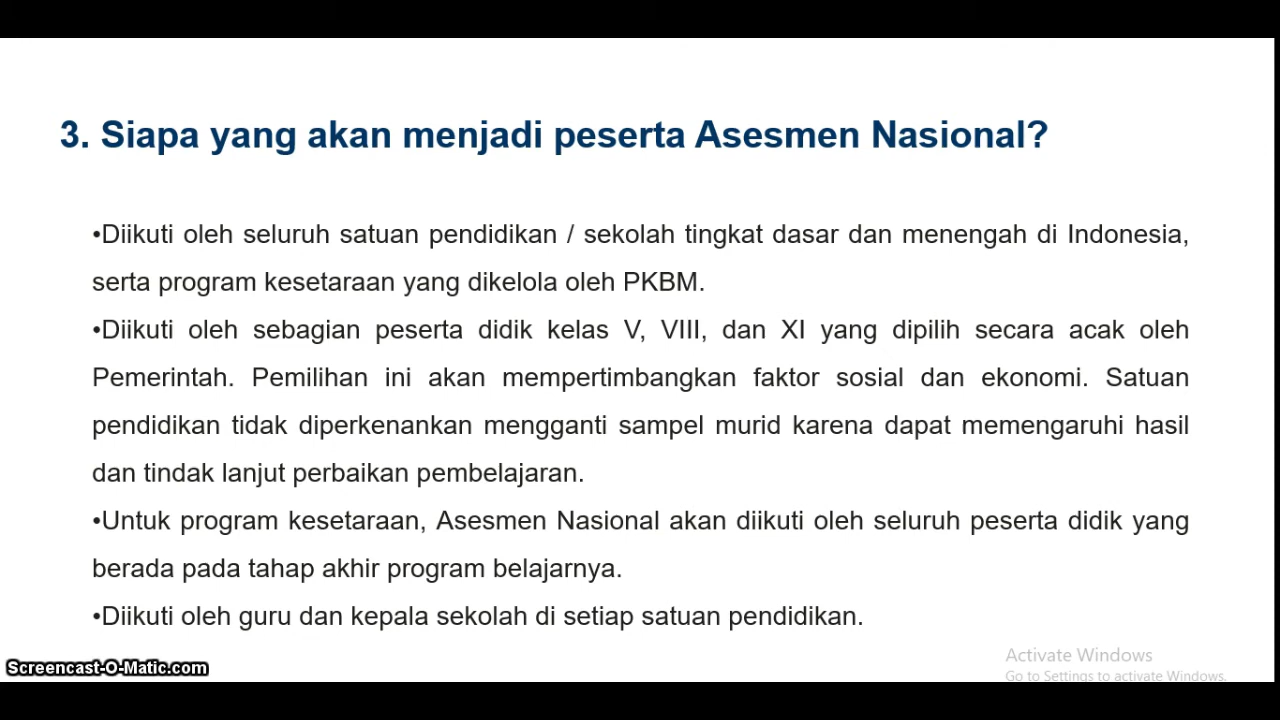 3. Siapa yang akan menjadi peserta Asesmen Nasional?
•Diikuti oleh seluruh satuan pendidikan / sekolah tingkat dasar dan menengah di Indonesia,
serta program kesetaraan yang dikelola oleh PKBM.
•Diikuti oleh sebagian peserta didik kelas V, VIII, dan XI yang dipilih secara acak oleh
Pemerintah. Pemilihan ini akan mempertimbangkan faktor sosial dan ekonomi. Satuan
pendidikan tidak diperkenankan mengganti sampel murid karena dapat memengaruhi hasil
dan tindak lanjut perbaikan pembelajaran.
•Untuk program kesetaraan, Asesmen Nasional akan diikuti oleh seluruh peserta didik yang
berada pada tahap akhir program belajarnya.
•Diikuti oleh guru dan kepala sekolah di setiap satuan pendidikan.
Activate Windows
Go to Settings to activate Windows.
Screencast-O-Matic.com